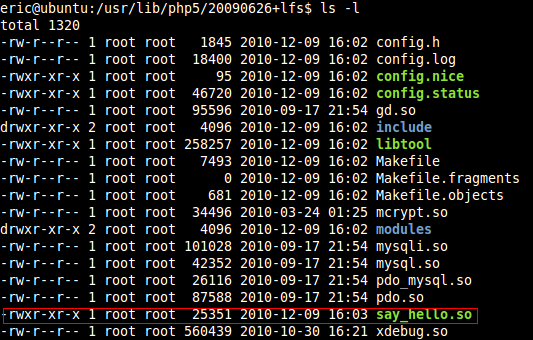 eric@ubuntu:/usr/lib/php5/20090626+lfs$ ls -l
total 1320
-rw-r--r-- 1 root root   1845 2010-12-09 16:02 config.h
-rw-r--r-- 1 root root  18400 2010-12-09 16:02 config.log
-rwxr-xr-x 1 root root     95 2010-12-09 16:02 config.nice
-rwxr-xr-x 1 root root  46720 2010-12-09 16:02 config.status
-rw-r--r-- 1 root root  95596 2010-09-17 21:54 gd.so
drwxr-xr-x 2 root root   4096 2010-12-09 16:02 include
-rwxr-xr-x 1 root root 258257 2010-12-09 16:02 libtool
-rw-r--r-- 1 root root   7493 2010-12-09 16:02 Makefile
-rw-r--r-- 1 root root      0 2010-12-09 16:02 Makefile.fragments
-rw-r--r-- 1 root root    681 2010-12-09 16:02 Makefile.objects
-rw-r--r-- 1 root root  34496 2010-03-24 01:25 mcrypt.so
drwxr-xr-x 2 root root   4096 2010-12-09 16:02 modules
-rw-r--r-- 1 root root 101028 2010-09-17 21:54 mysqli.so
-rw-r--r-- 1 root root  42352 2010-09-17 21:54 mysql.so
-rw-r--r-- 1 root root  26116 2010-09-17 21:54 pdo_mysql.so
-rw-r--r-- 1 root root  87588 2010-09-17 21:54 pdo.so
-rwxr-xr-x 1 root root  25351 2010-12-09 16:03 say_hello.so
-rw-r--r-- 1 root root 560439 2010-10-30 16:21 xdebug.so